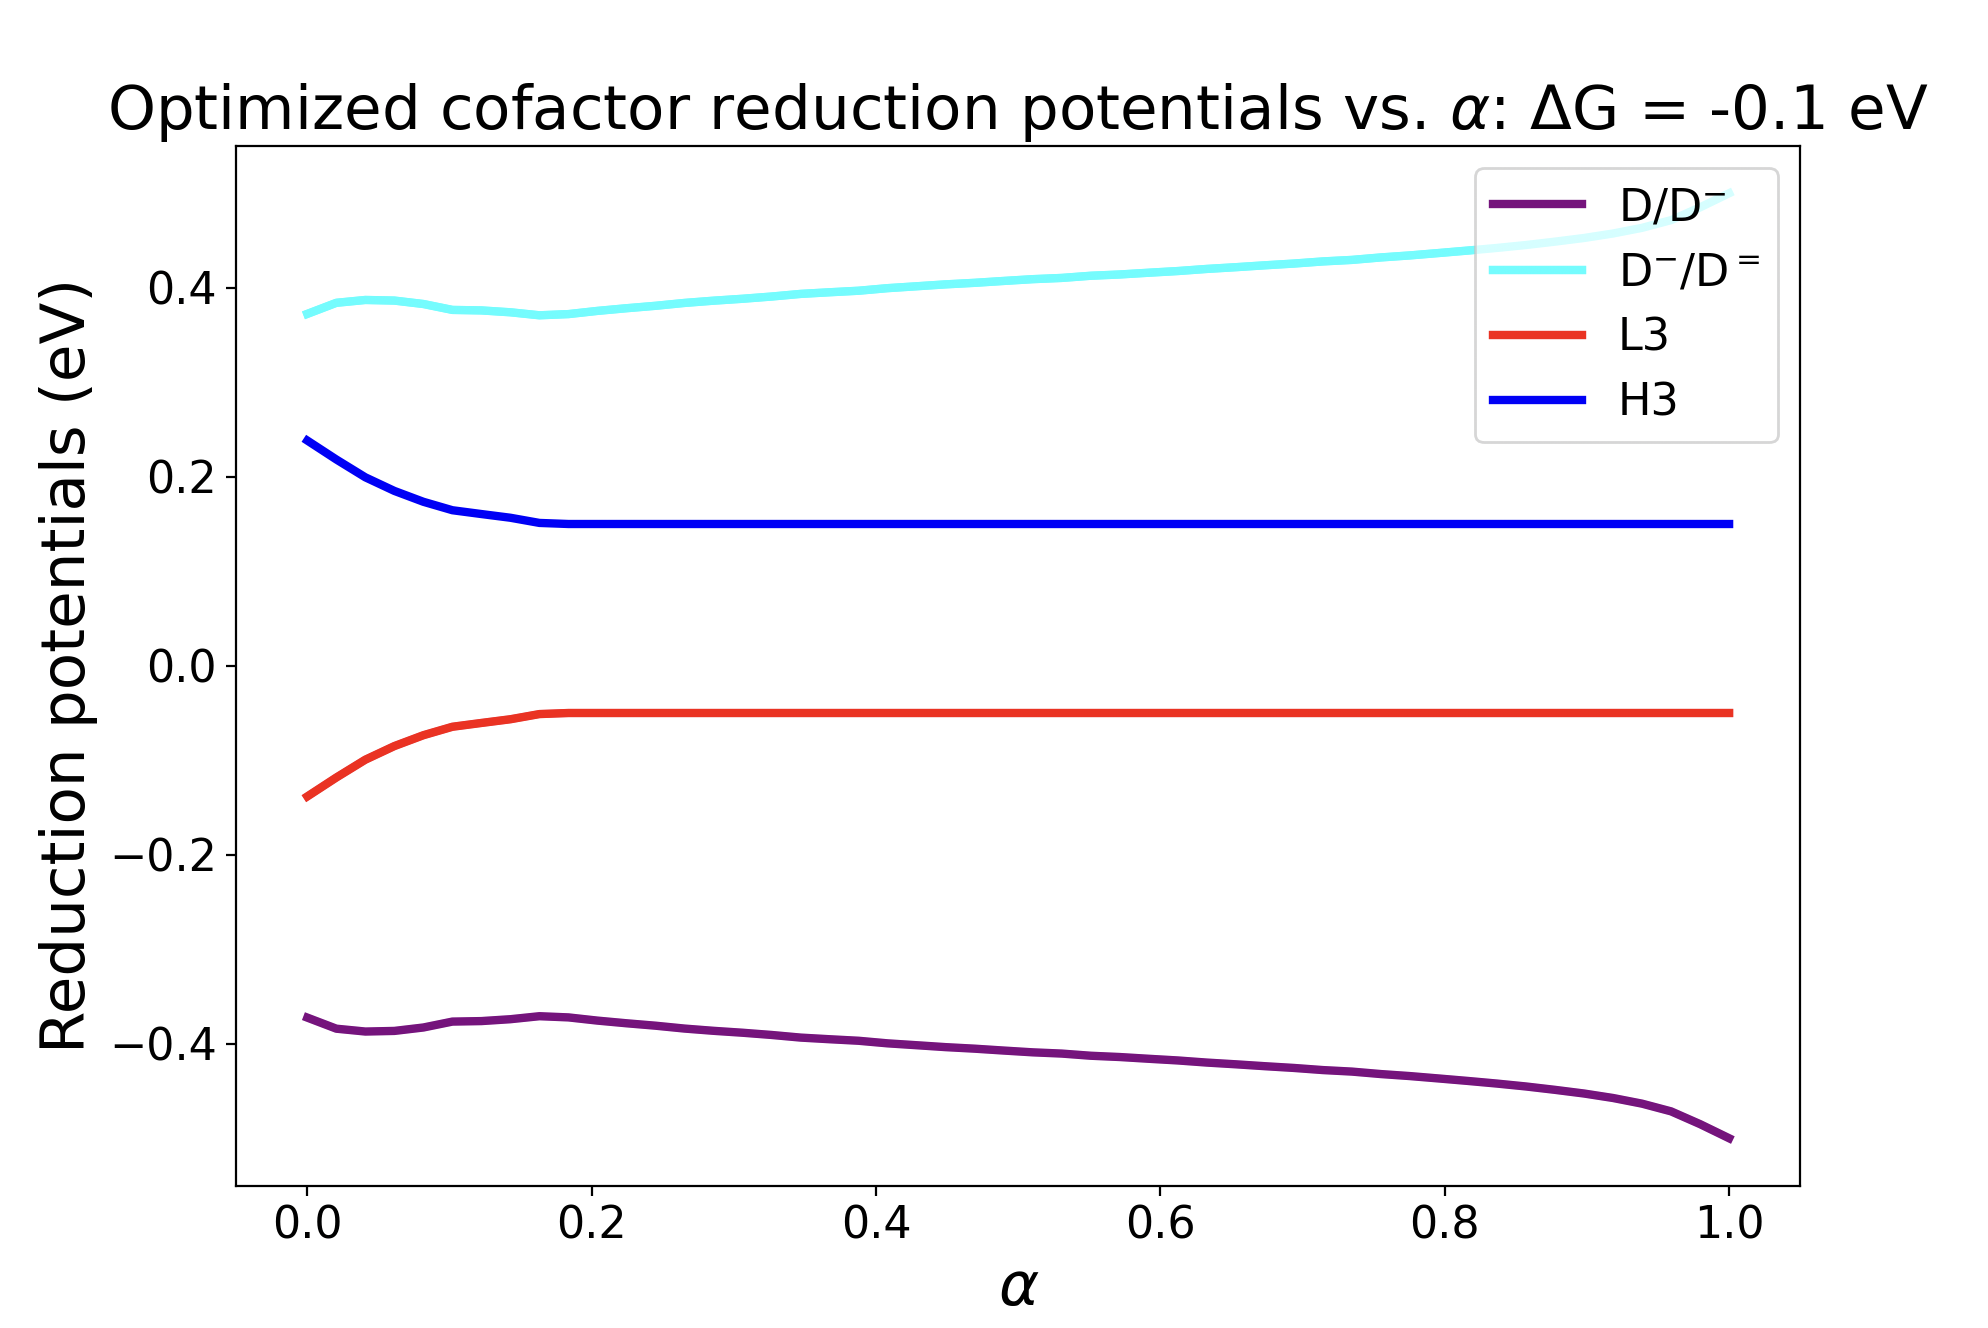 Optimized cofactor reduction potentials vs. α: ΔG = -0.1 eV
Reduction potentials (eV)
0.4
0.2
0.0
−0.2
−0.4
D/D⁻
D⁻/D⁼
L3
H3
0.0 0.2 0.4 0.6 0.8 1.0
α